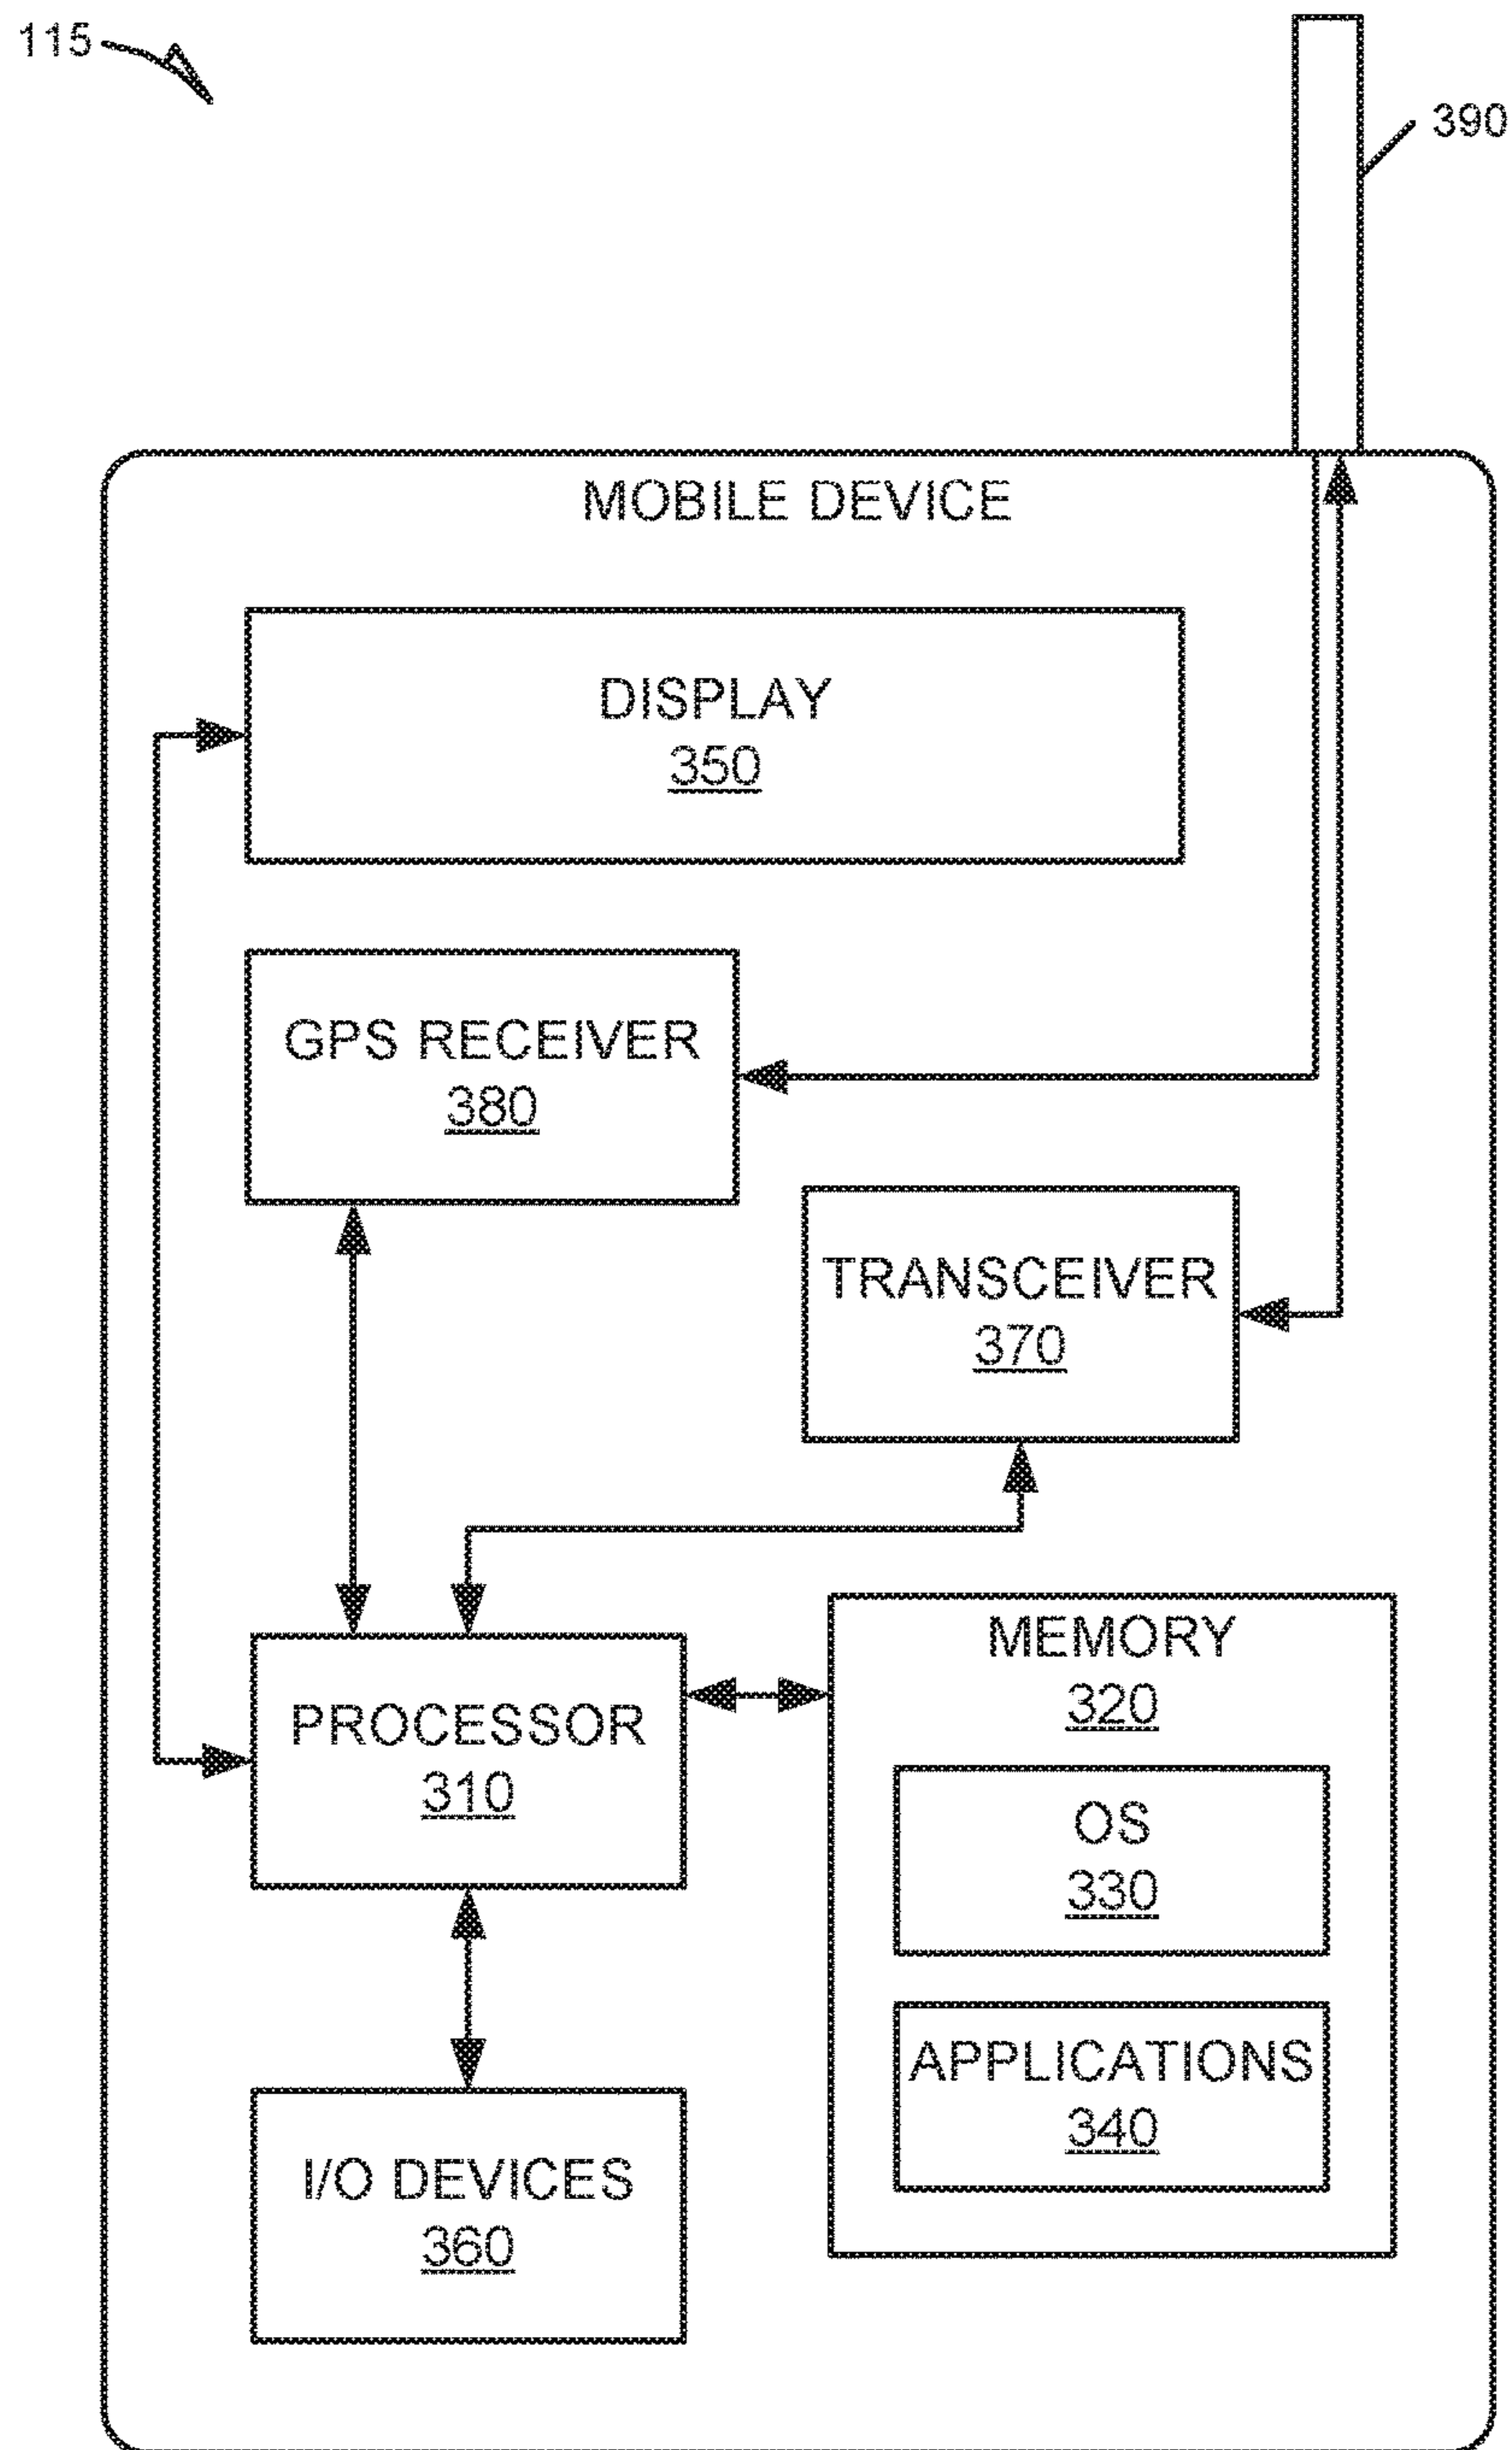 115
390
MOBILE DEVICE
DISPLAY
350
GPS RECEIVER
380
TRANSCEIVER
370
PROCESSOR
310
MEMORY
320
OS
330
APPLICATIONS
340
I/O DEVICES
360